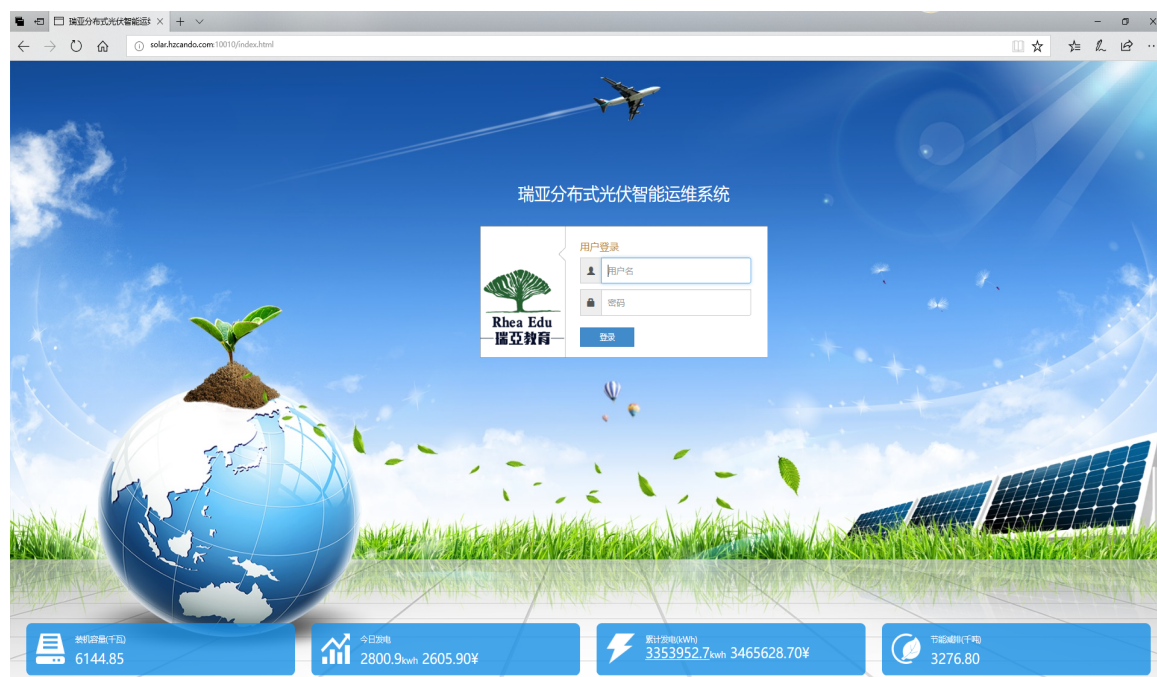 瑞亚分布式光伏智能运维
solar.hzcando.com:10010/index.html
瑞亚分布式光伏智能运维系统
用户登录
用户名
密码
登录
Rhea Edu
瑞亞教育
装机容量(千瓦)
6144.85
今日发电
2800.9kwh 2605.90¥
累计发电(kWh)
3353952.7kwh 3465628.70¥
节能减排(千吨)
3276.80